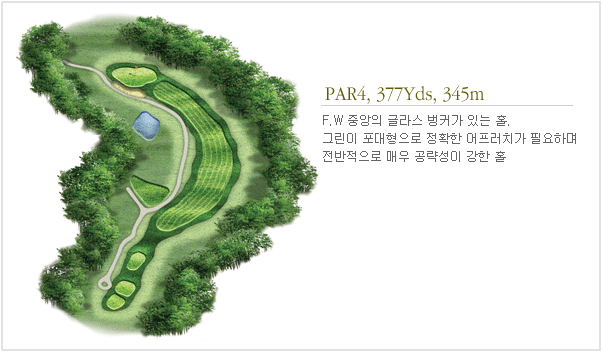 PAR4, 377Yds, 345m
F.W 중앙의 글라스 벙커가 있는 홀.
그린이 포대형으로 정확한 어프러치가 필요하며
전반적으로 매우 공략성이 강한 홀